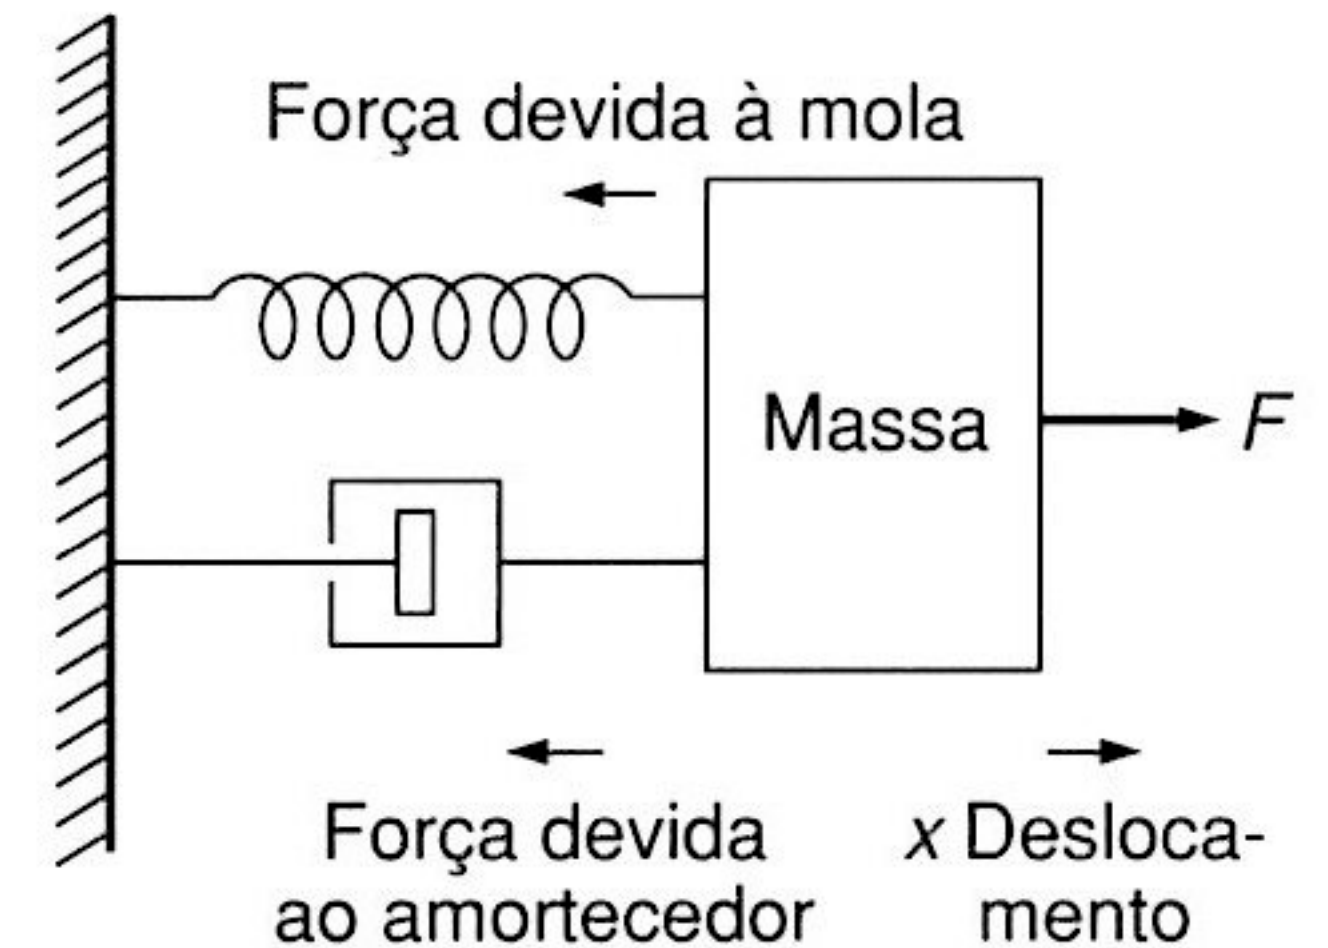 Força devida à mola
Massa
F
Força devida
ao amortecedor
x Desloca-
mento